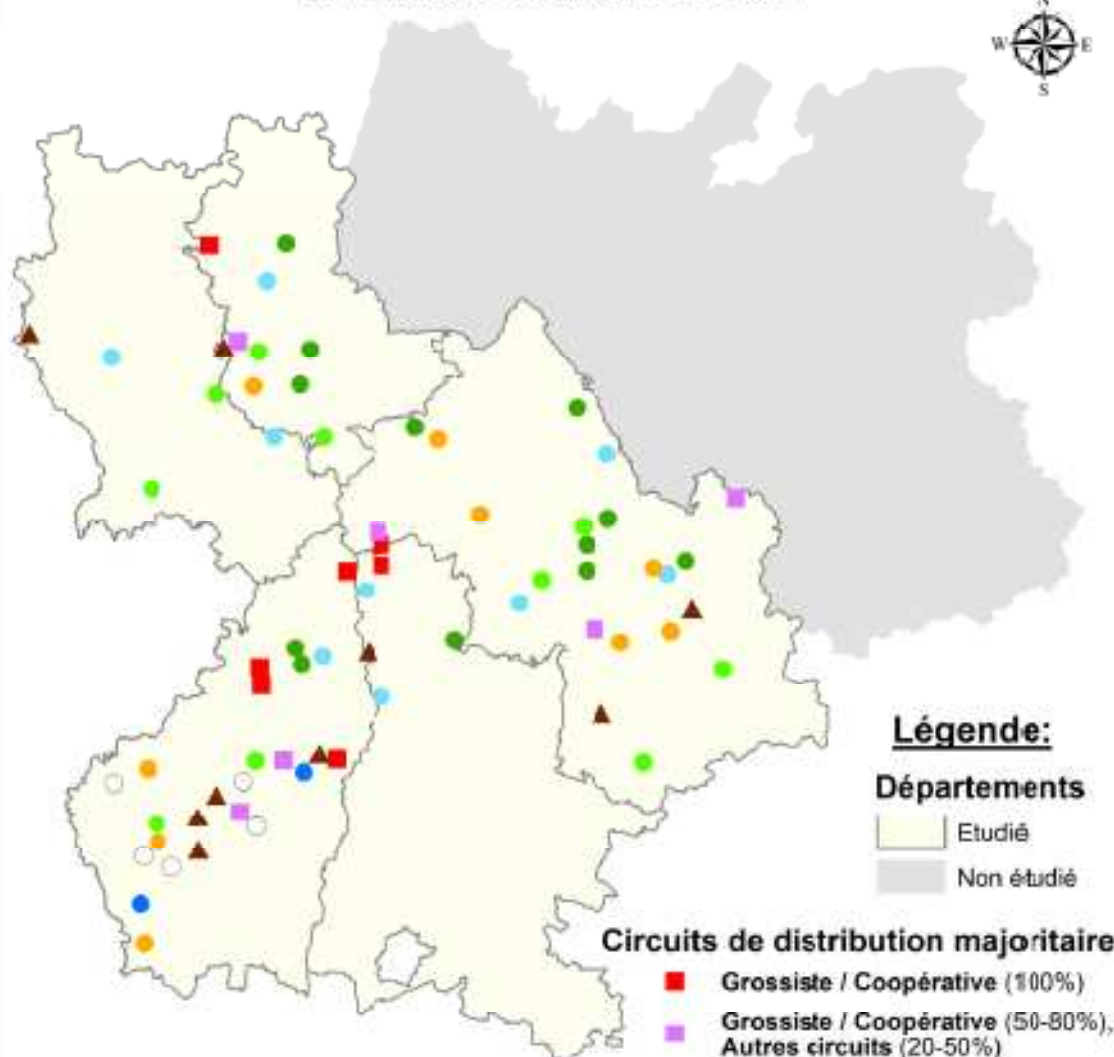 N
W E
S
Légende:
Départements
Etudié
Non étudié
Circuits de distribution majoritaire
Grossiste / Coopérative (100%)
Grossiste / Coopérative (50-80%),
Autres circuits (20-50%)